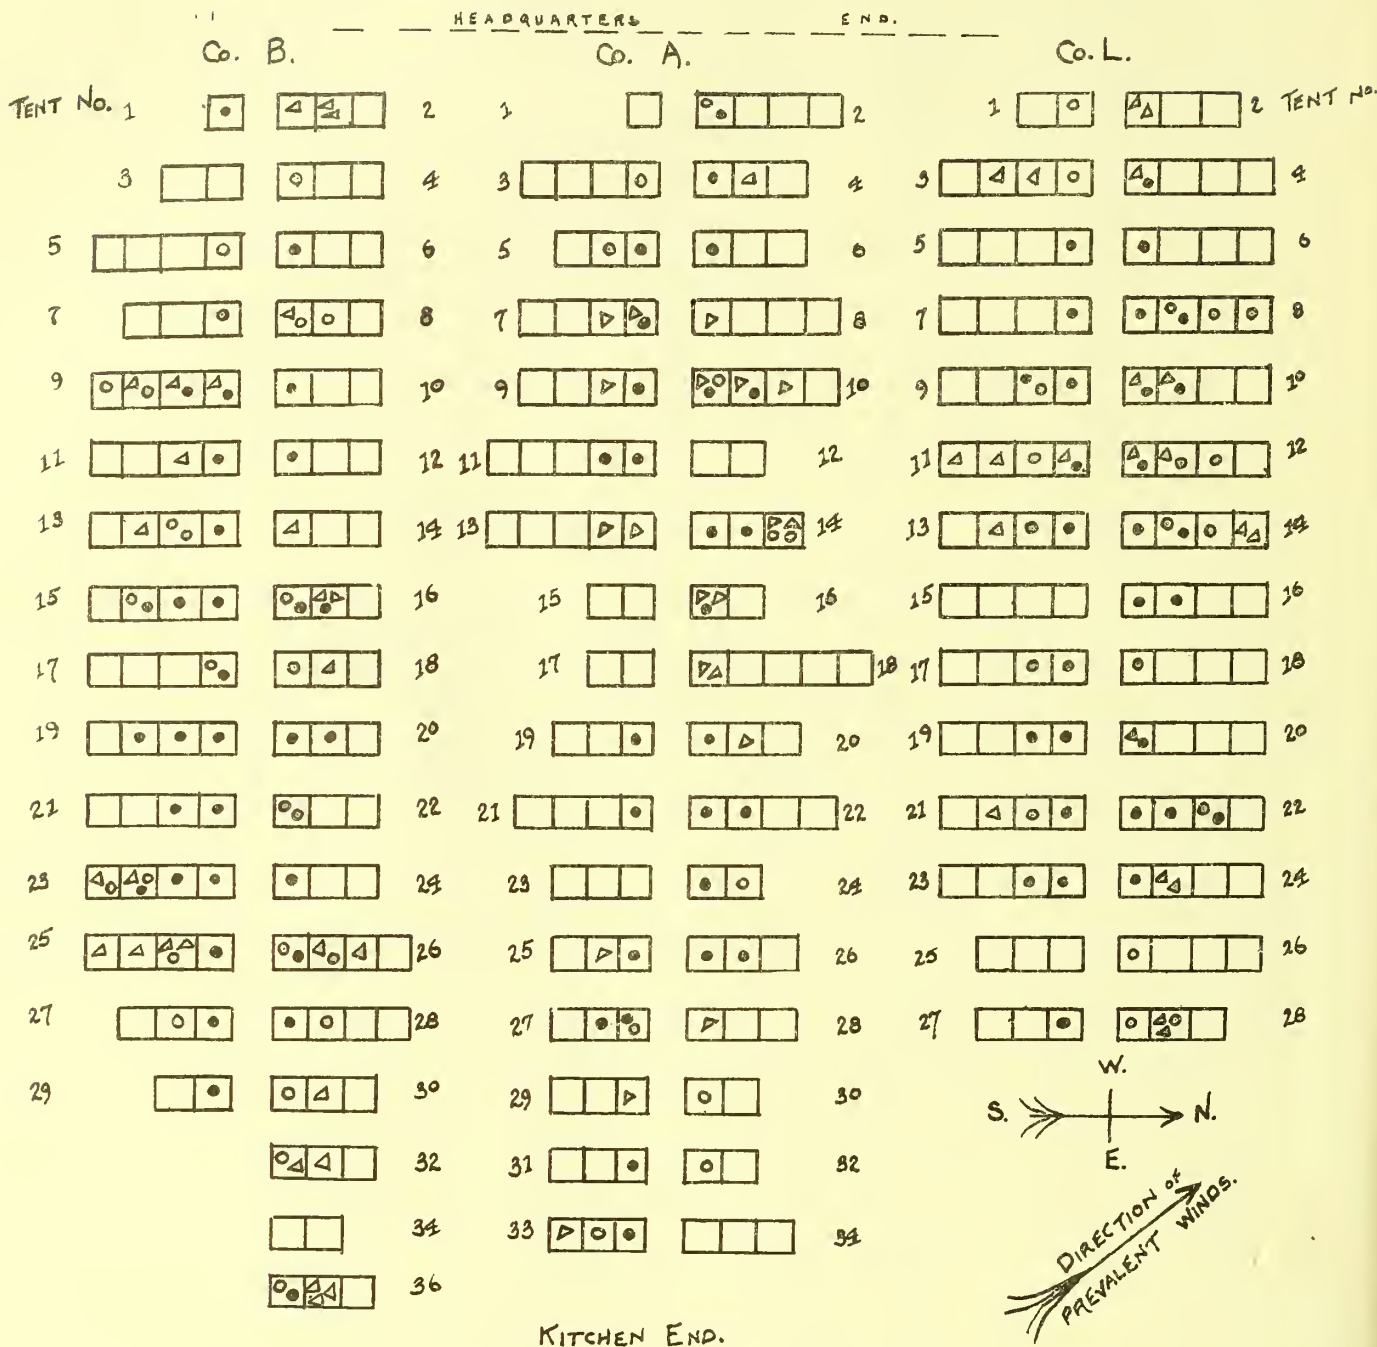 HEADQUARTERS END.
Co. B. Co. A. Co. L.
TENT No. 1 2 1 2 1 2 TENT No.
3 4 3 4 3 4
5 6 5 6 5 6
7 8 7 8 7 8
9 10 9 10 9 10
11 12 11 12 11 12
13 14 13 14 13 14
15 16 15 16 15 16
17 18 17 18 17 18
19 20 19 20 19 20
21 22 21 22 21 22
23 24 23 24 23 24
25 26 25 26 25 26
27 28 27 28 27 28
29 30 29 30
32 31 32
34 33 34
36
W.
S. N.
E.
DIRECTION of
PREVALENT WINDS.
KITCHEN END.